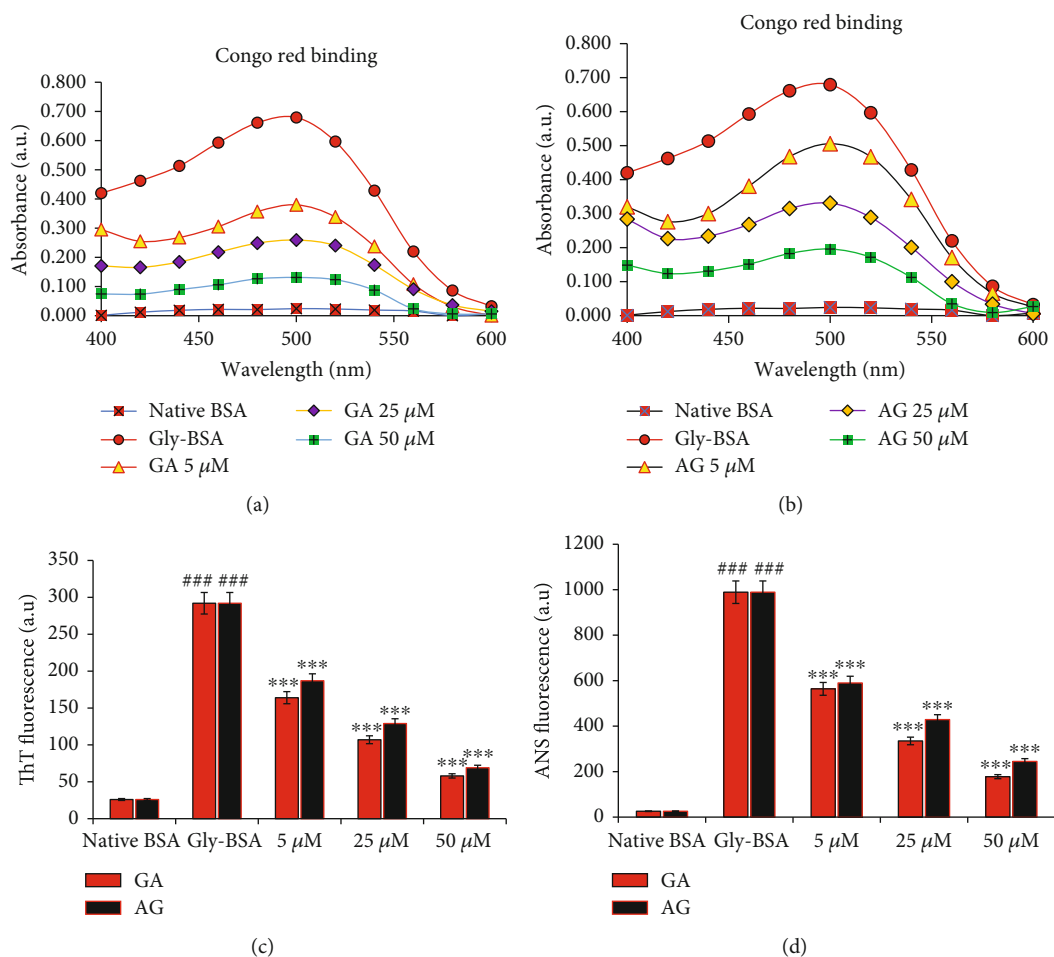 Congo red binding
0.800
0.700
0.600
0.500
0.400
0.300
0.200
0.100
0.000
Absorbance (a.u.)
400 450 500 550 600
Wavelength (nm)
Native BSA
Gly-BSA
GA 5 μM
GA 25 μM
GA 50 μM
(a)
Congo red binding
0.800
0.700
0.600
0.500
0.400
0.300
0.200
0.100
0.000
Absorbance (a.u.)
400 450 500 550 600
Wavelength (nm)
Native BSA
Gly-BSA
AG 5 μM
AG 25 μM
AG 50 μM
(b)
350
300
250
200
150
100
50
0
ThT fluorescence (a.u)
### ###
*** ***
*** ***
*** ***
Native BSA Gly-BSA 5 μM 25 μM 50 μM
GA
AG
(c)
1200
1000
800
600
400
200
0
ANS fluorescence (a.u)
### ###
*** ***
*** ***
*** ***
Native BSA Gly-BSA 5 μM 25 μM 50 μM
GA
AG
(d)